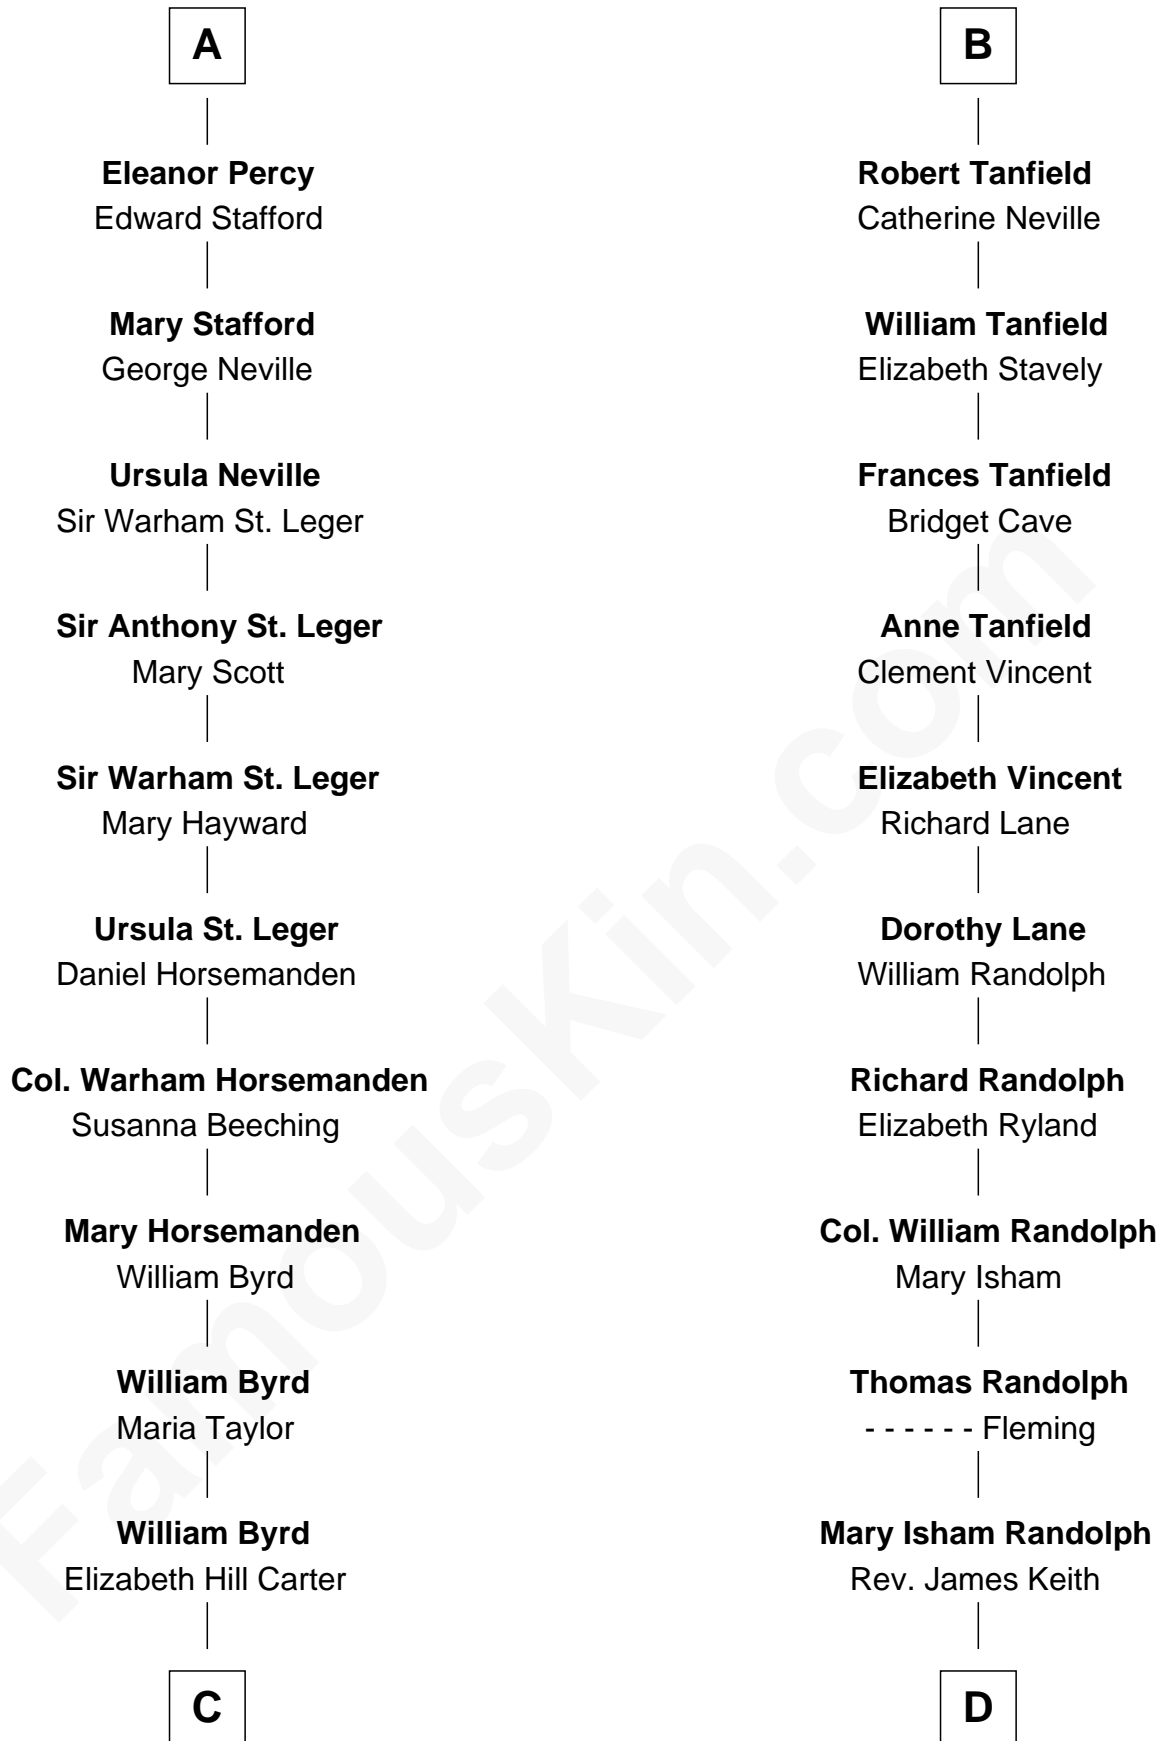 A
Eleanor Percy
Edward Stafford
Mary Stafford
George Neville
Ursula Neville
Sir Warham St. Leger
Sir Anthony St. Leger
Mary Scott
Sir Warham St. Leger
Mary Hayward
Ursula St. Leger
Daniel Horsemanden
Col. Warham Horsemanden
Susanna Beeching
Mary Horsemanden
William Byrd
William Byrd
Maria Taylor
William Byrd
Elizabeth Hill Carter
C
B
Robert Tanfield
Catherine Neville
William Tanfield
Elizabeth Stavely
Frances Tanfield
Bridget Cave
Anne Tanfield
Clement Vincent
Elizabeth Vincent
Richard Lane
Dorothy Lane
William Randolph
Richard Randolph
Elizabeth Ryland
Col. William Randolph
Mary Isham
Thomas Randolph
- - - - - - Fleming
Mary Isham Randolph
Rev. James Keith
D
FamousKin.com